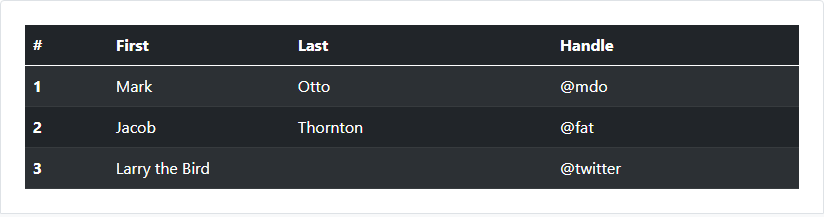 # First Last Handle
1 Mark Otto @mdo
2 Jacob Thornton @fat
3 Larry the Bird @twitter